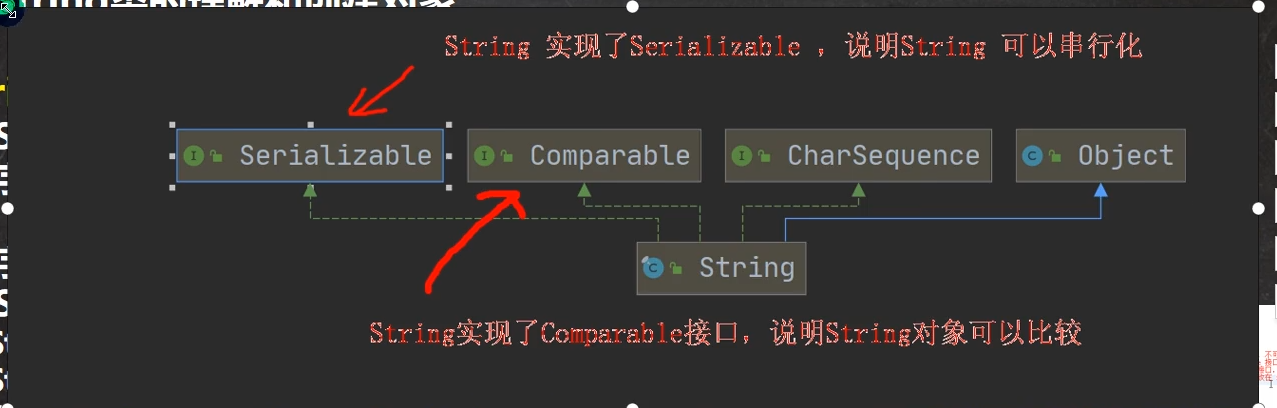 String 实现了Serializable ，说明String 可以串行化
Serializable
Comparable
CharSequence
Object
String
String实现了Comparable接口，说明String对象可以比较